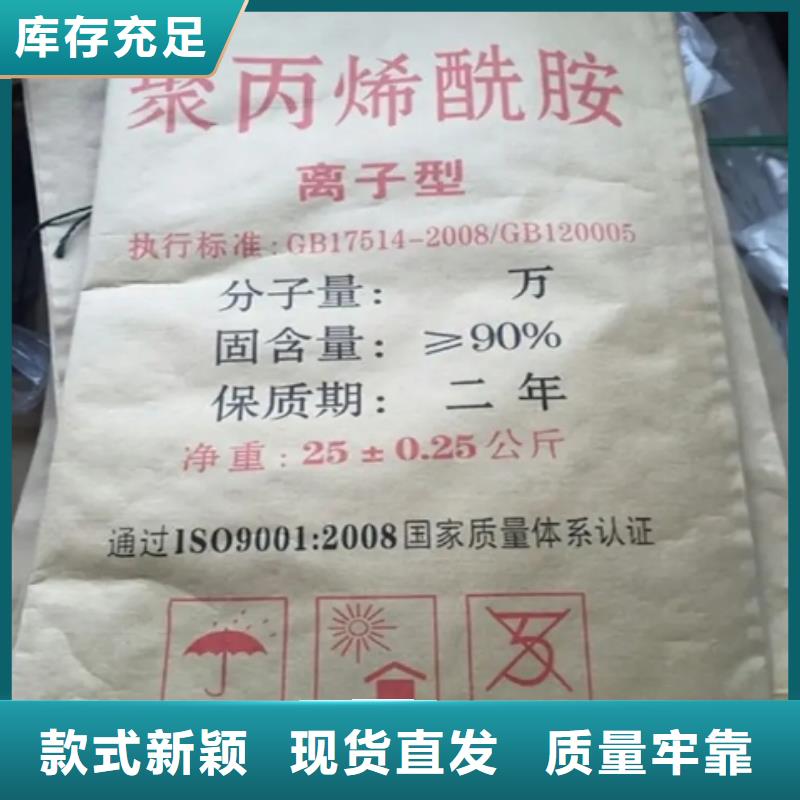 库存充足
聚丙烯酰胺
离子型
执行标准:GB17514-2008/GB120005
分子量: 万
固含量: ≥90%
保质期: 二年
净重:25±0.25公斤
通过ISO9001:2008国家质量体系认证
款式新颖 现货直发 质量牢靠